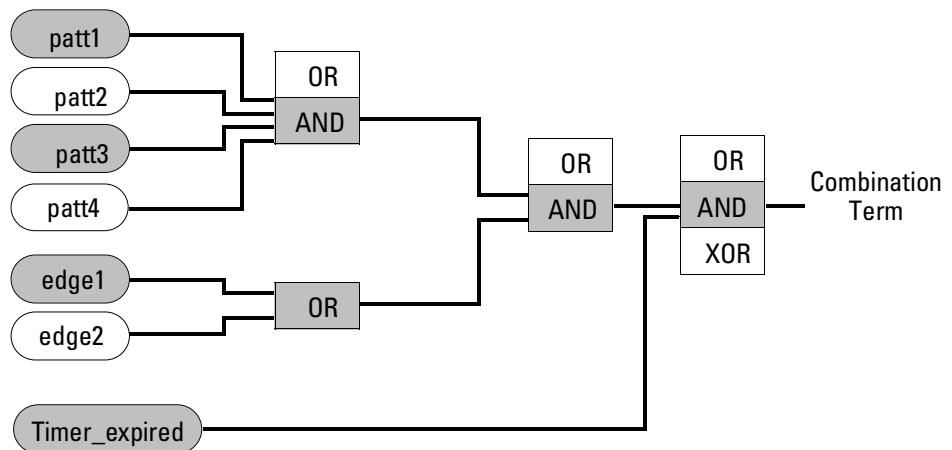 patt1
patt2
patt3
patt4
edge1
edge2
Timer_expired
OR
AND
OR
OR
AND
OR
AND
XOR
Combination
Term